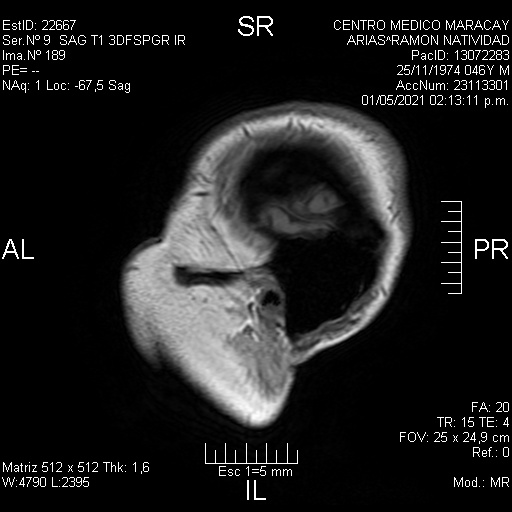 EstID: 22667
Ser.Nº 9 SAG T1 3DFSPGR IR
Ima.Nº 189
PE= --
NAq: 1 Loc: -67,5 Sag
SR
CENTRO MEDICO MARACAY
ARIAS^RAMON NATIVIDAD
PacID: 13072283
25/11/1974 046Y M
AccNum: 23113301
01/05/2021 02:13:11 p.m.
AL
PR
FA: 20
TR: 15 TE: 4
FOV: 25 x 24,9 cm
Ref.: 0
Matriz 512 x 512 Thk: 1,6
W:4790 L:2395
Esc 1=5 mm
IL
Mod.: MR